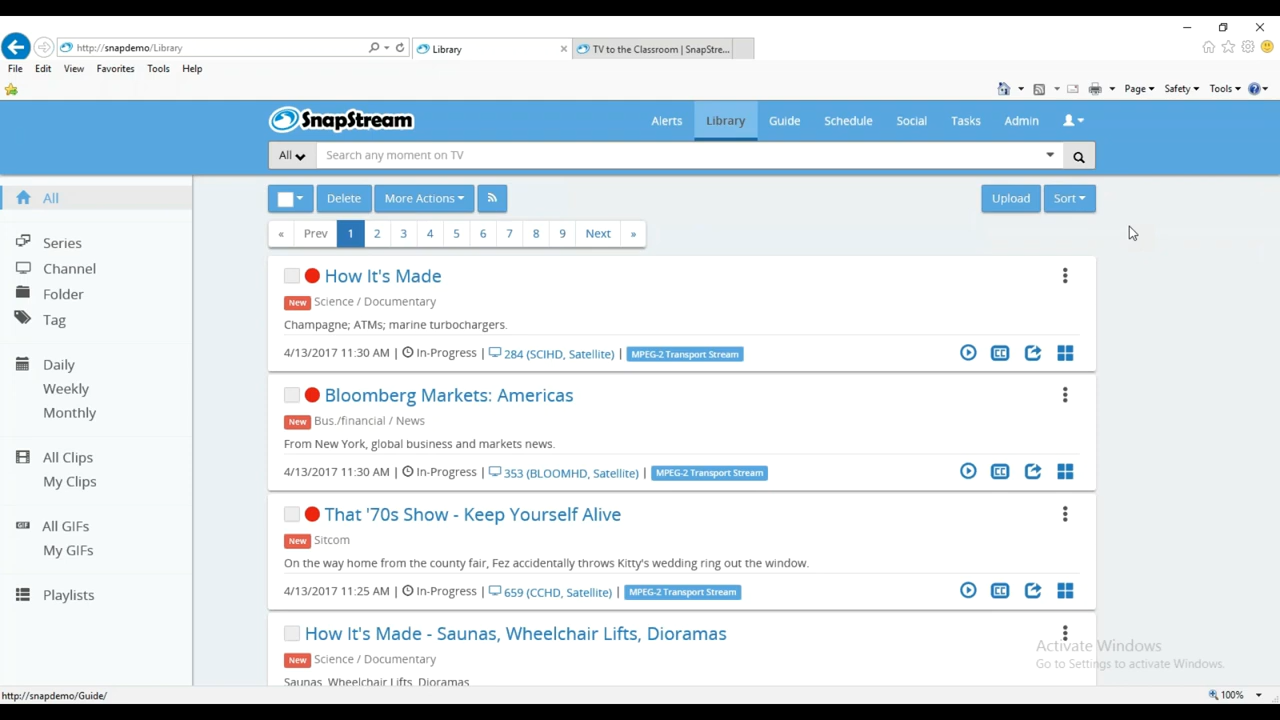 http://snapdemo/Library
Library
TV to the Classroom | SnapStre...
File Edit View Favorites Tools Help
Page Safety Tools
SnapStream
Alerts Library Guide Schedule Social Tasks Admin
All Search any moment on TV
All
Series
Channel
Folder
Tag
Daily
Weekly
Monthly
All Clips
My Clips
GIF All GIFs
My GIFs
Playlists
Delete More Actions Upload Sort
« Prev 1 2 3 4 5 6 7 8 9 Next »
How It's Made
New Science / Documentary
Champagne; ATMs; marine turbochargers.
4/13/2017 11:30 AM | In-Progress | 284 (SCIHD, Satellite) | MPEG-2 Transport Stream CC
Bloomberg Markets: Americas
New Bus./financial / News
From New York, global business and markets news.
4/13/2017 11:30 AM | In-Progress | 353 (BLOOMHD, Satellite) | MPEG-2 Transport Stream CC
That '70s Show - Keep Yourself Alive
New Sitcom
On the way home from the county fair, Fez accidentally throws Kitty's wedding ring out the window.
4/13/2017 11:25 AM | In-Progress | 659 (CCHD, Satellite) | MPEG-2 Transport Stream CC
How It's Made - Saunas, Wheelchair Lifts, Dioramas
New Science / Documentary
Saunas, Wheelchair Lifts, Dioramas
Activate Windows
Go to Settings to activate Windows.
http://snapdemo/Guide/
100%